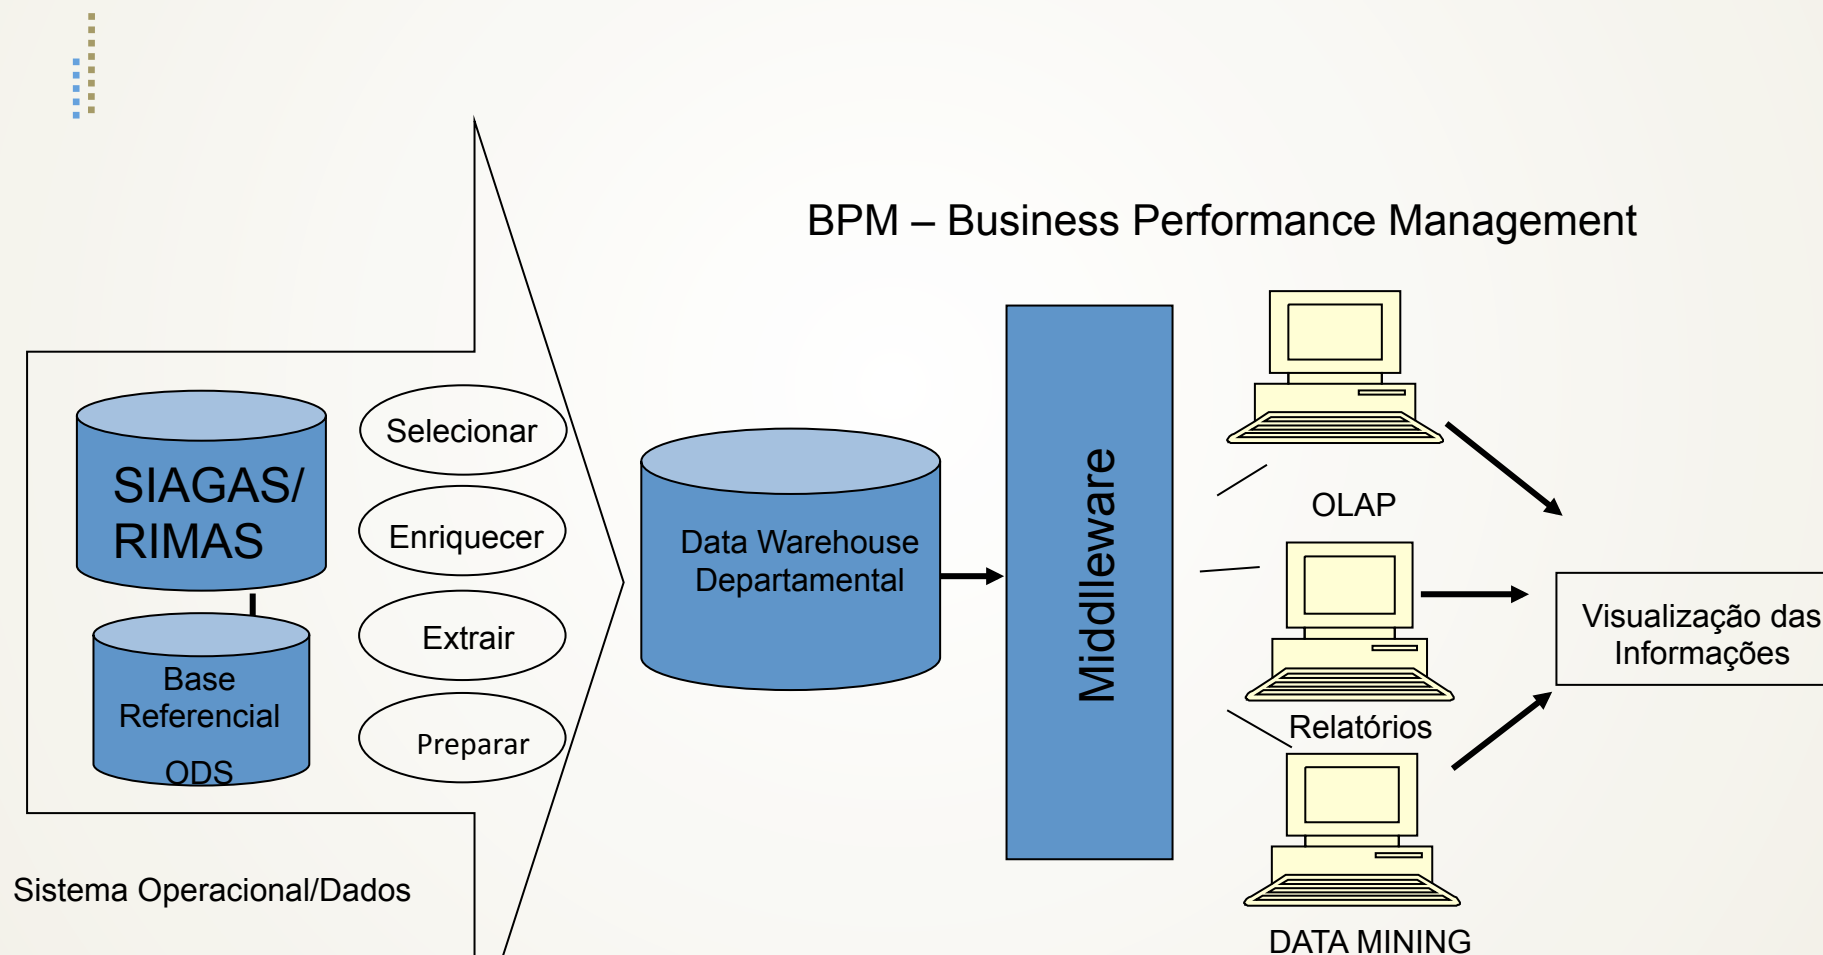 BPM – Business Performance Management
SIAGAS/
RIMAS
Base
Referencial
ODS
Selecionar
Enriquecer
Extrair
Preparar
Sistema Operacional/Dados
Data Warehouse
Departamental
Middlleware
OLAP
Relatórios
DATA MINING
Visualização das
Informações